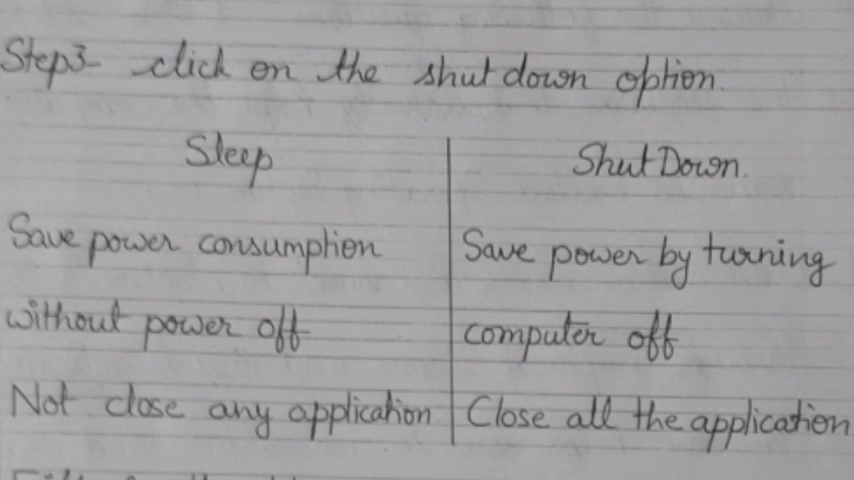 Step3- click on the shut down option.
Sleep Shut Down.
Save power consumption Save power by turning
without power off computer off
Not close any application Close all the application